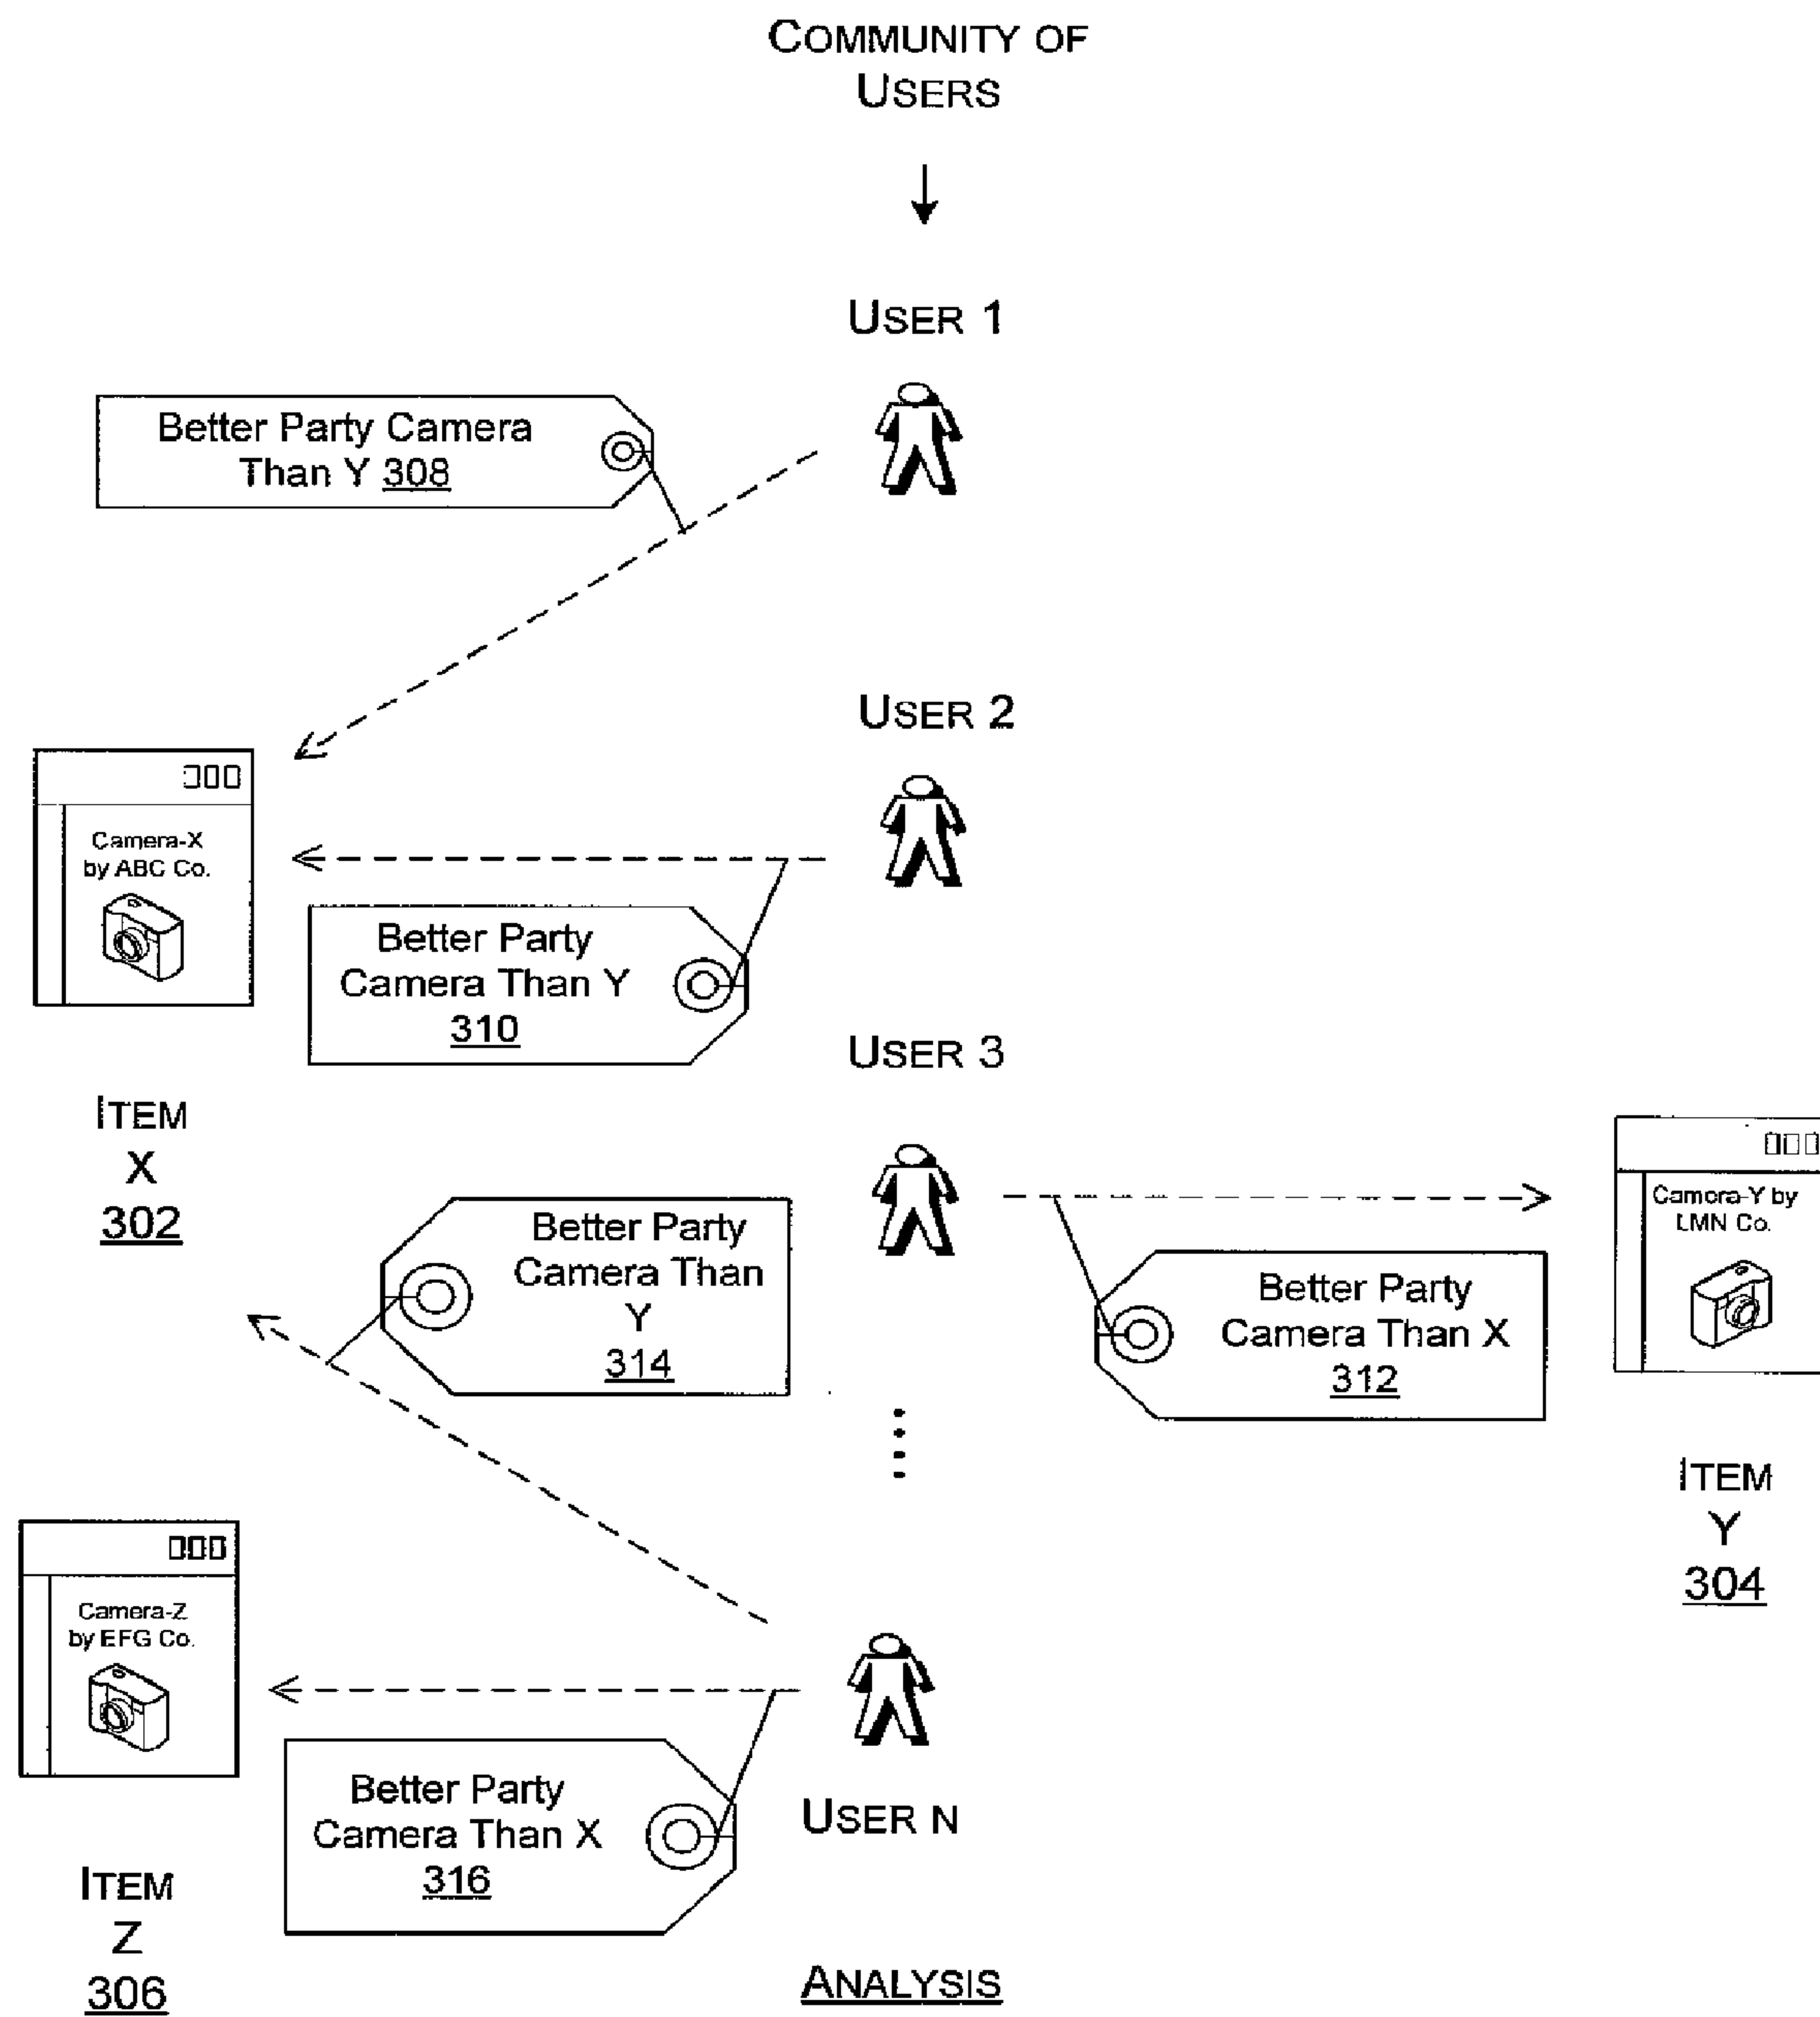 COMMUNITY OF
USERS
USER 1
Better Party Camera
Than Y 308
USER 2
Camera-X
by ABC Co.
Better Party
Camera Than Y
310
ITEM
X
302
USER 3
Camera-Y by
LMN Co.
Better Party
Camera Than
Y
314
Better Party
Camera Than X
312
ITEM
Y
304
Camera-Z
by EFG Co.
Better Party
Camera Than X
316
USER N
ITEM
Z
306
ANALYSIS